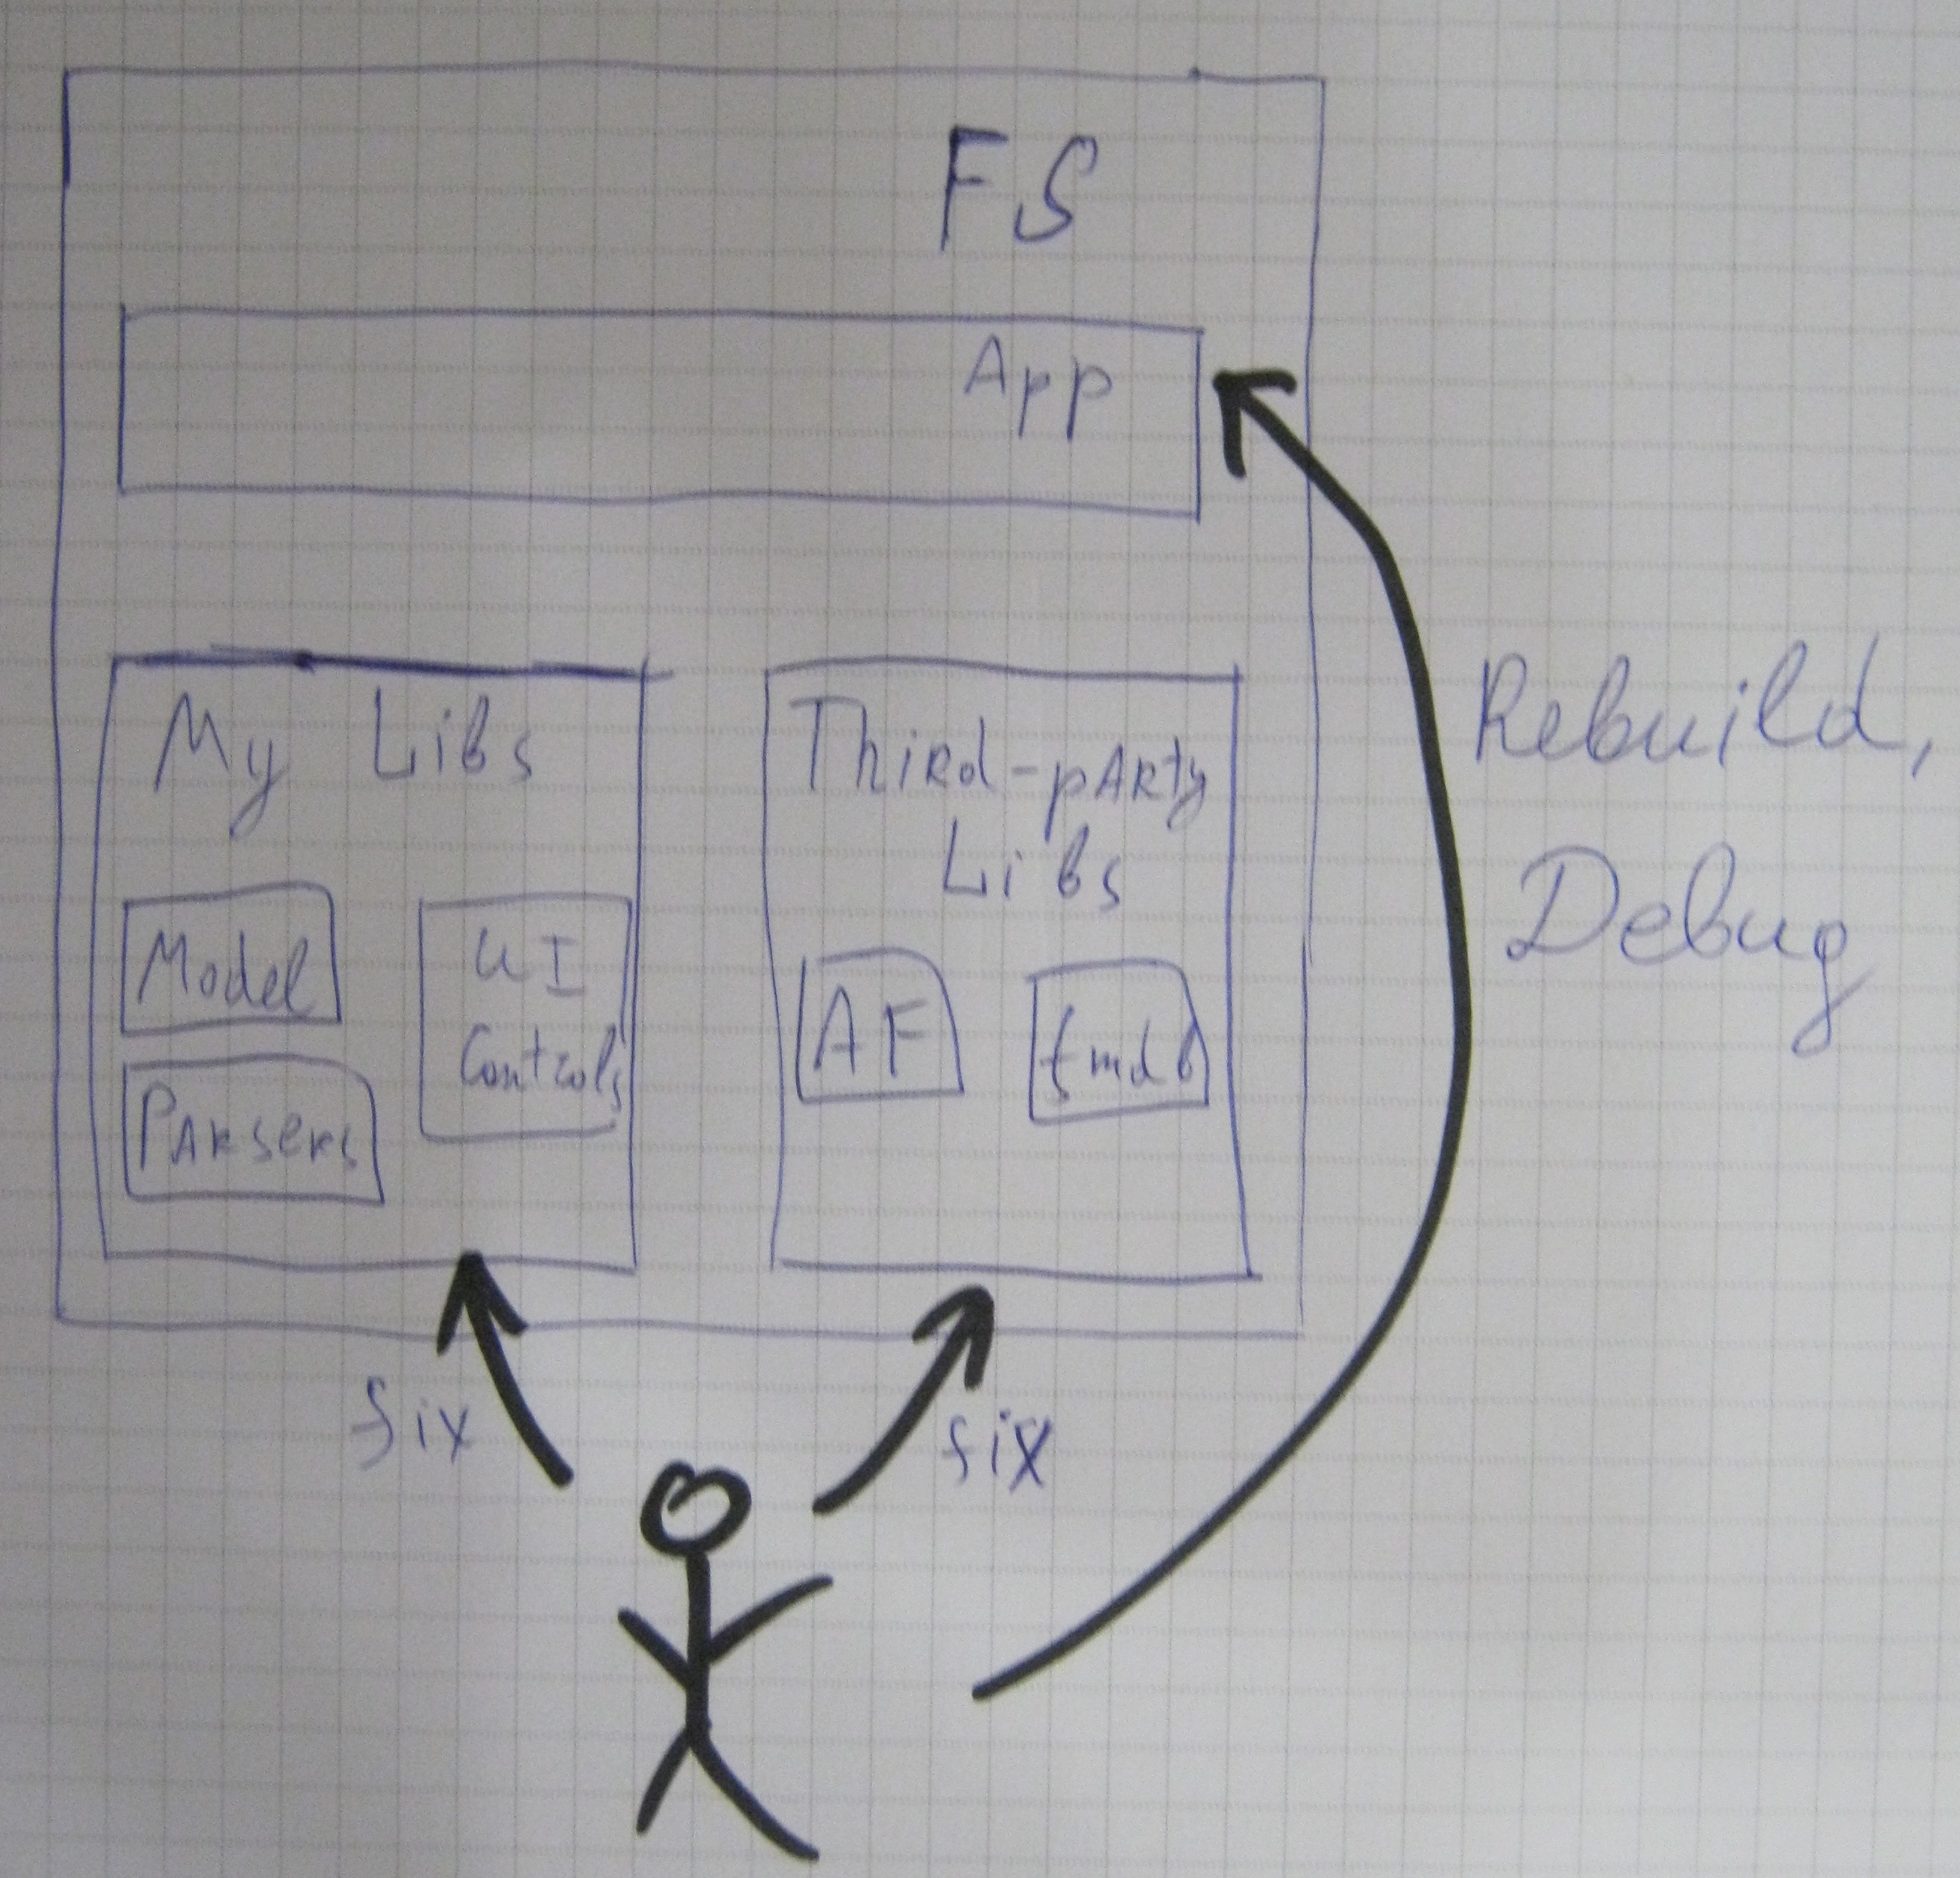 FS
App
My Libs
Model
UI
Controls
Parsers
Third-party
Libs
AF
fmdb
Rebuild,
Debug
fix
fix